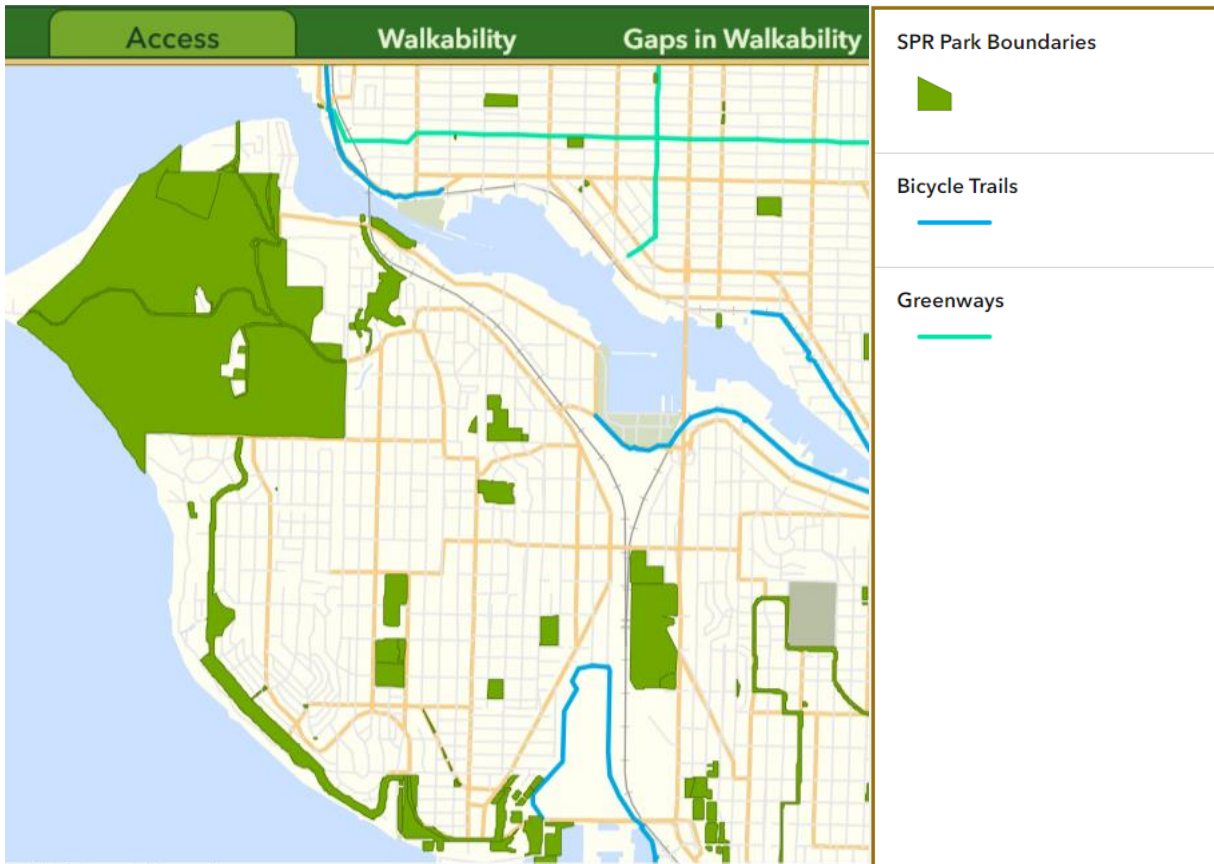 Access
Walkability
Gaps in Walkability
SPR Park Boundaries
Bicycle Trails
Greenways